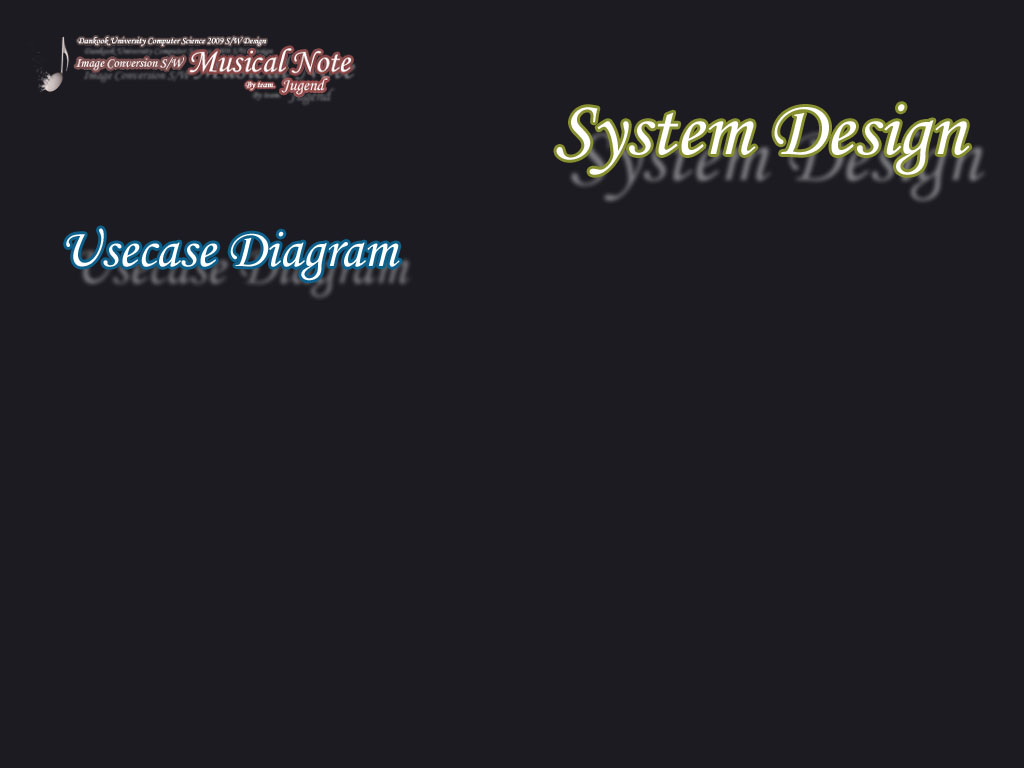 Dankook University Computer Science 2009 S/W Design
Image Conversion S/W Musical Note
By team. Jugend
System Design
Usecase Diagram